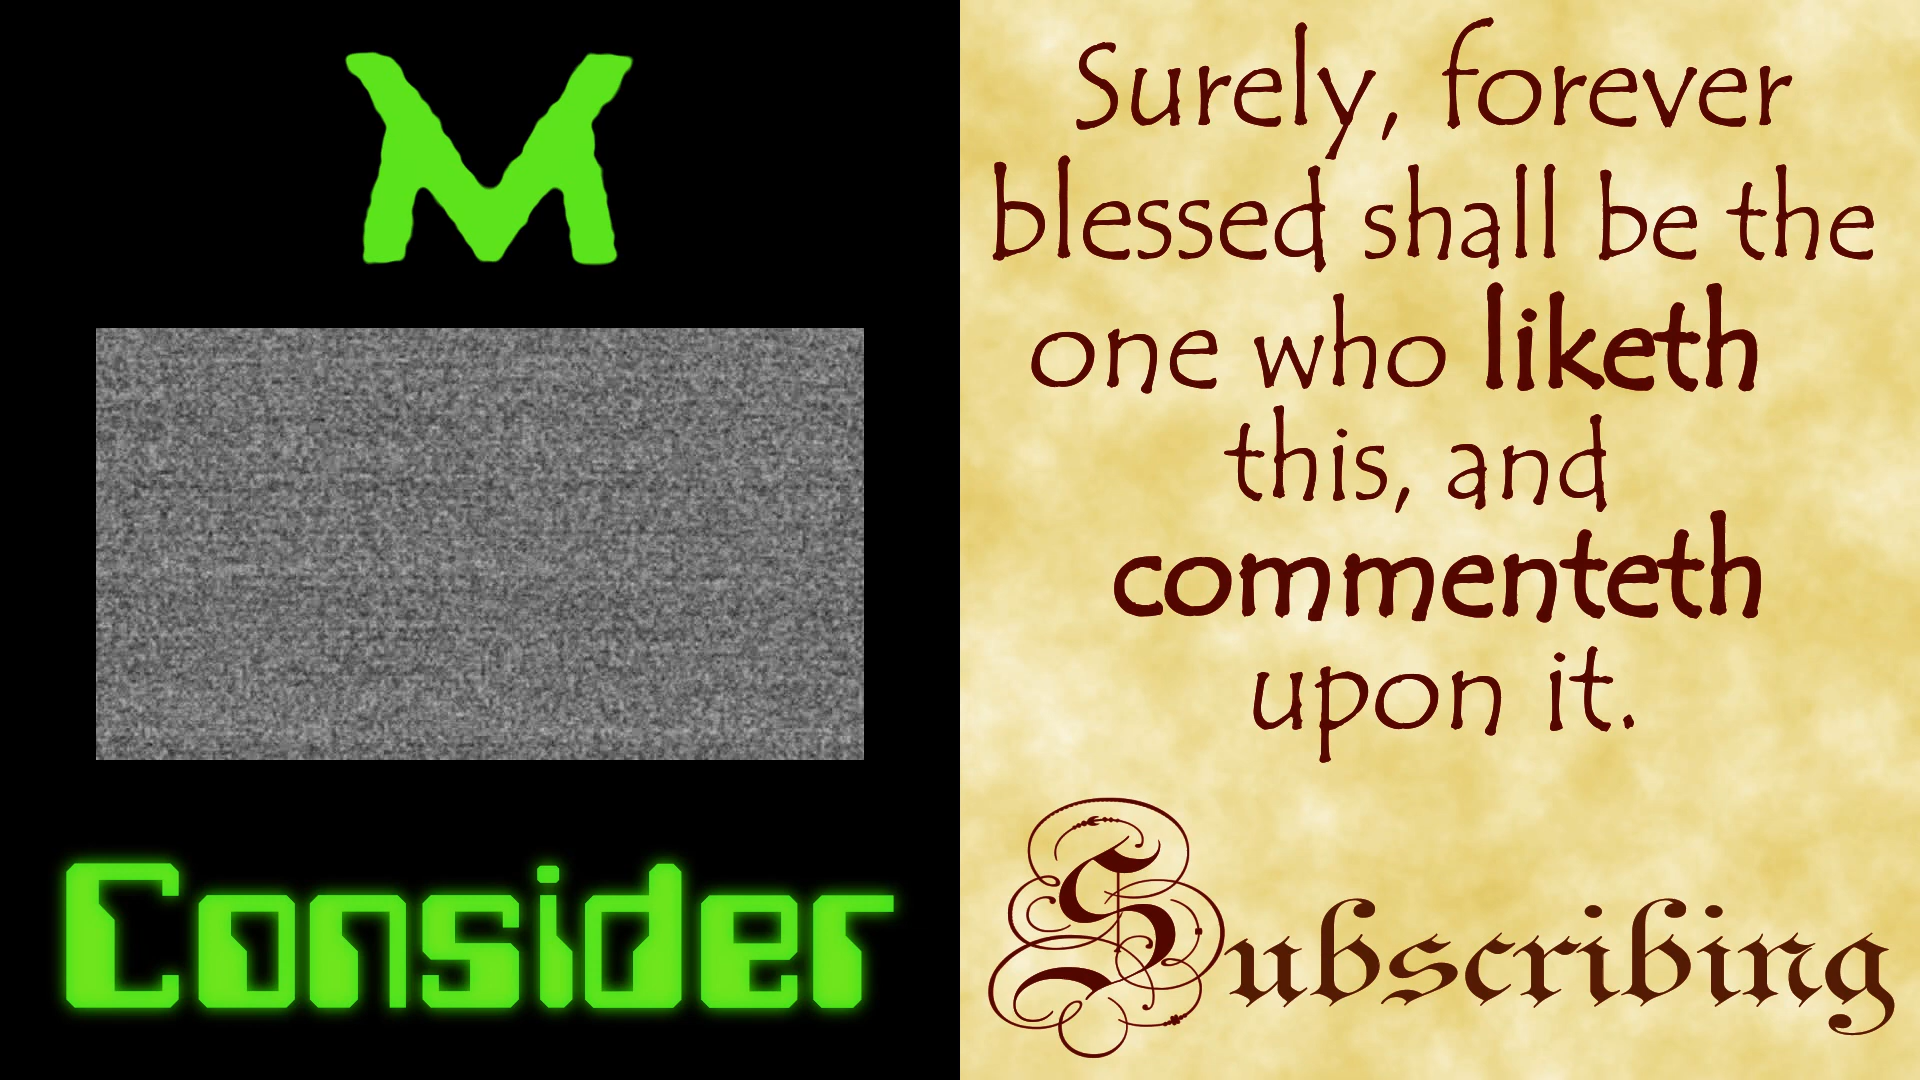 M
Consider
Surely, forever
blessed shall be the
one who liketh
this, and
commenteth
upon it.
Subscribing